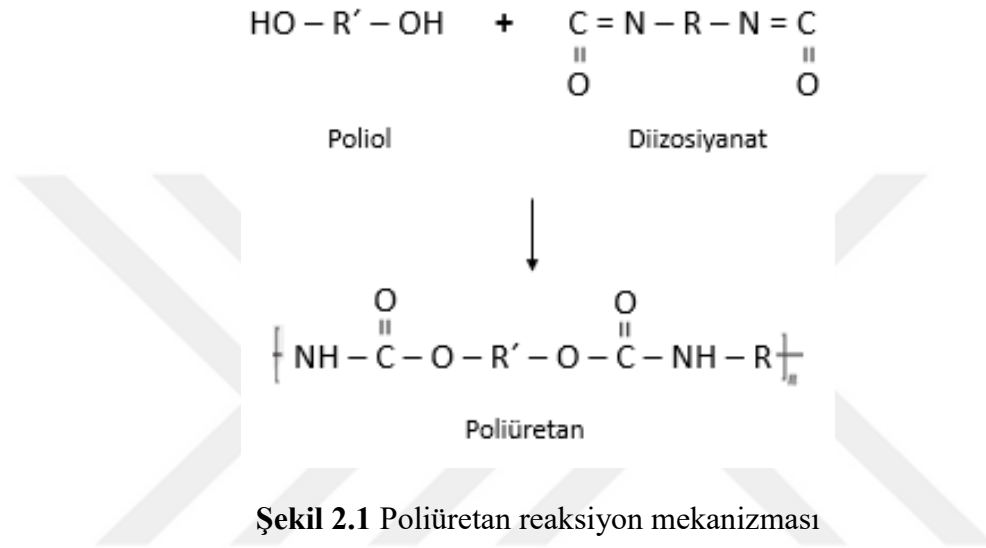 HO – R´ – OH + C = N – R – N = C
= =
O O
Poliol Diizosiyanat
O O
= =
[ NH – C – O – R´ – O – C – NH – R ]n
Poliüretan
Şekil 2.1 Poliüretan reaksiyon mekanizması